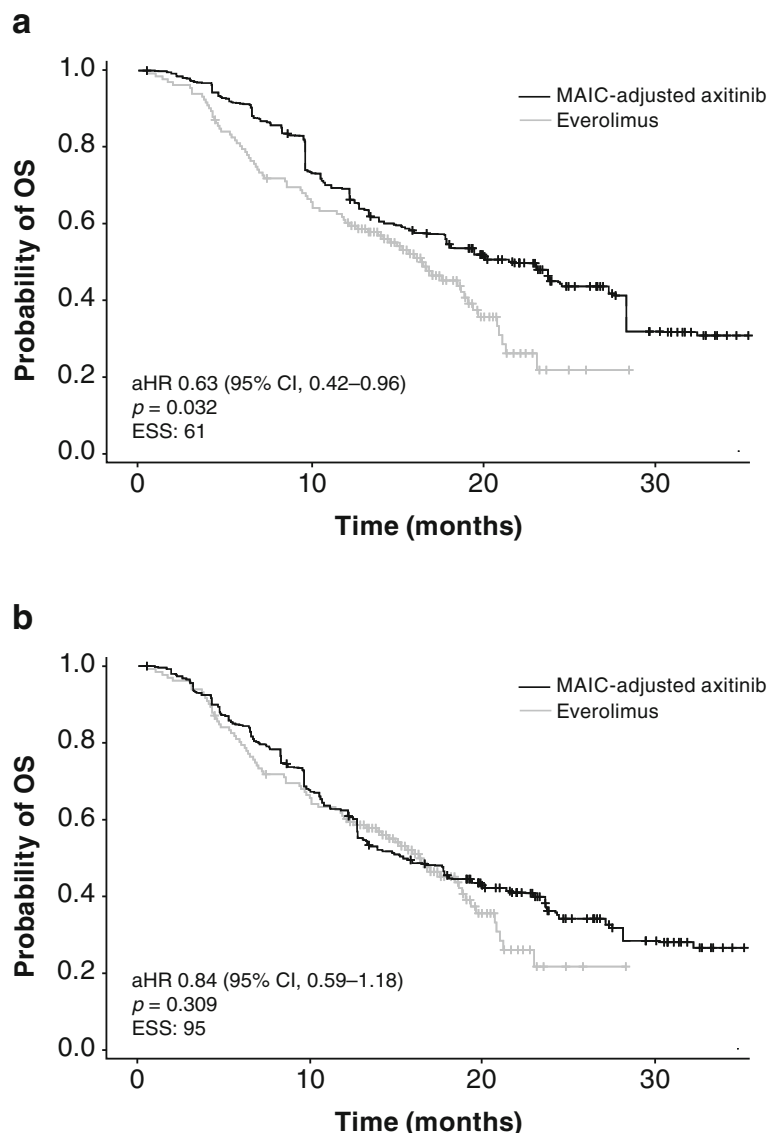 a
1.0
0.8
0.6
0.4
0.2
0.0
Probability of OS
MAIC-adjusted axitinib
Everolimus
aHR 0.63 (95% CI, 0.42–0.96)
p = 0.032
ESS: 61
0 10 20 30
Time (months)
b
1.0
0.8
0.6
0.4
0.2
0.0
Probability of OS
MAIC-adjusted axitinib
Everolimus
aHR 0.84 (95% CI, 0.59–1.18)
p = 0.309
ESS: 95
0 10 20 30
Time (months)